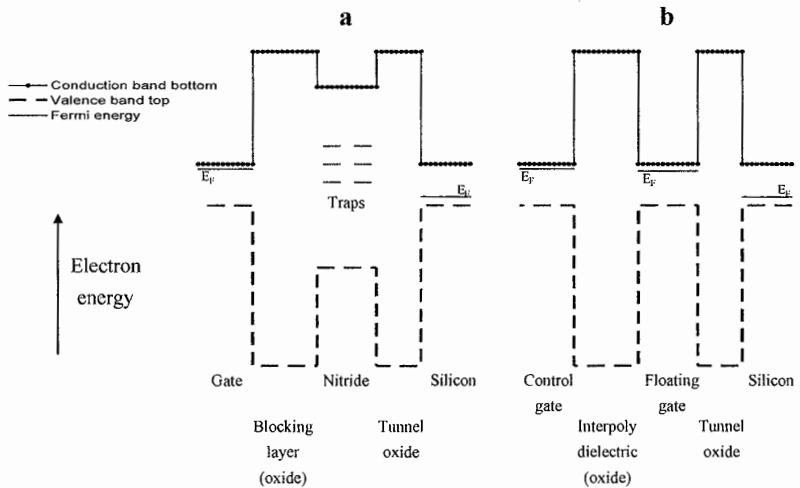 a
b
Conduction band bottom
Valence band top
Fermi energy
E_F
E_F
E_F
E_F
E_F
Traps
Electron
energy
Gate
Nitride
Silicon
Control
gate
Floating
gate
Silicon
Blocking
layer
(oxide)
Tunnel
oxide
Interpoly
dielectric
(oxide)
Tunnel
oxide